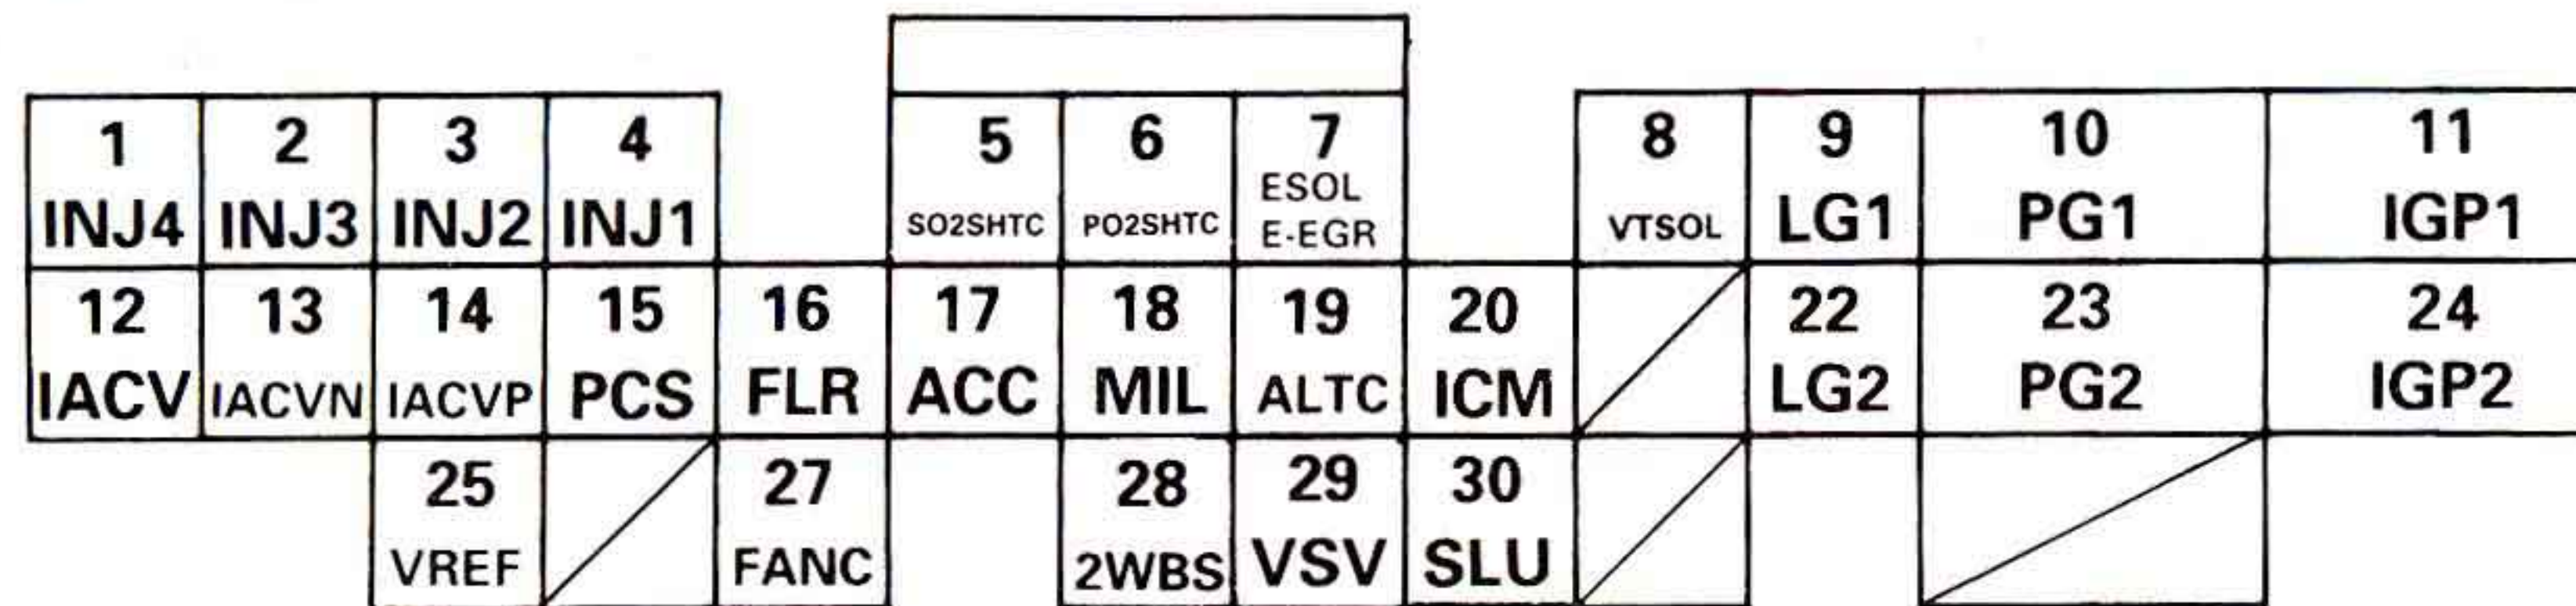 1 2 3 4 5 6 7 8 9 10 11
INJ4 INJ3 INJ2 INJ1 SO2SHTC PO2SHTC ESOL E-EGR VTSOL LG1 PG1 IGP1
12 13 14 15 16 17 18 19 20 22 23 24
IACV IACVN IACVP PCS FLR ACC MIL ALTC ICM LG2 PG2 IGP2
25 27 28 29 30
VREF FANC 2WBS VSV SLU